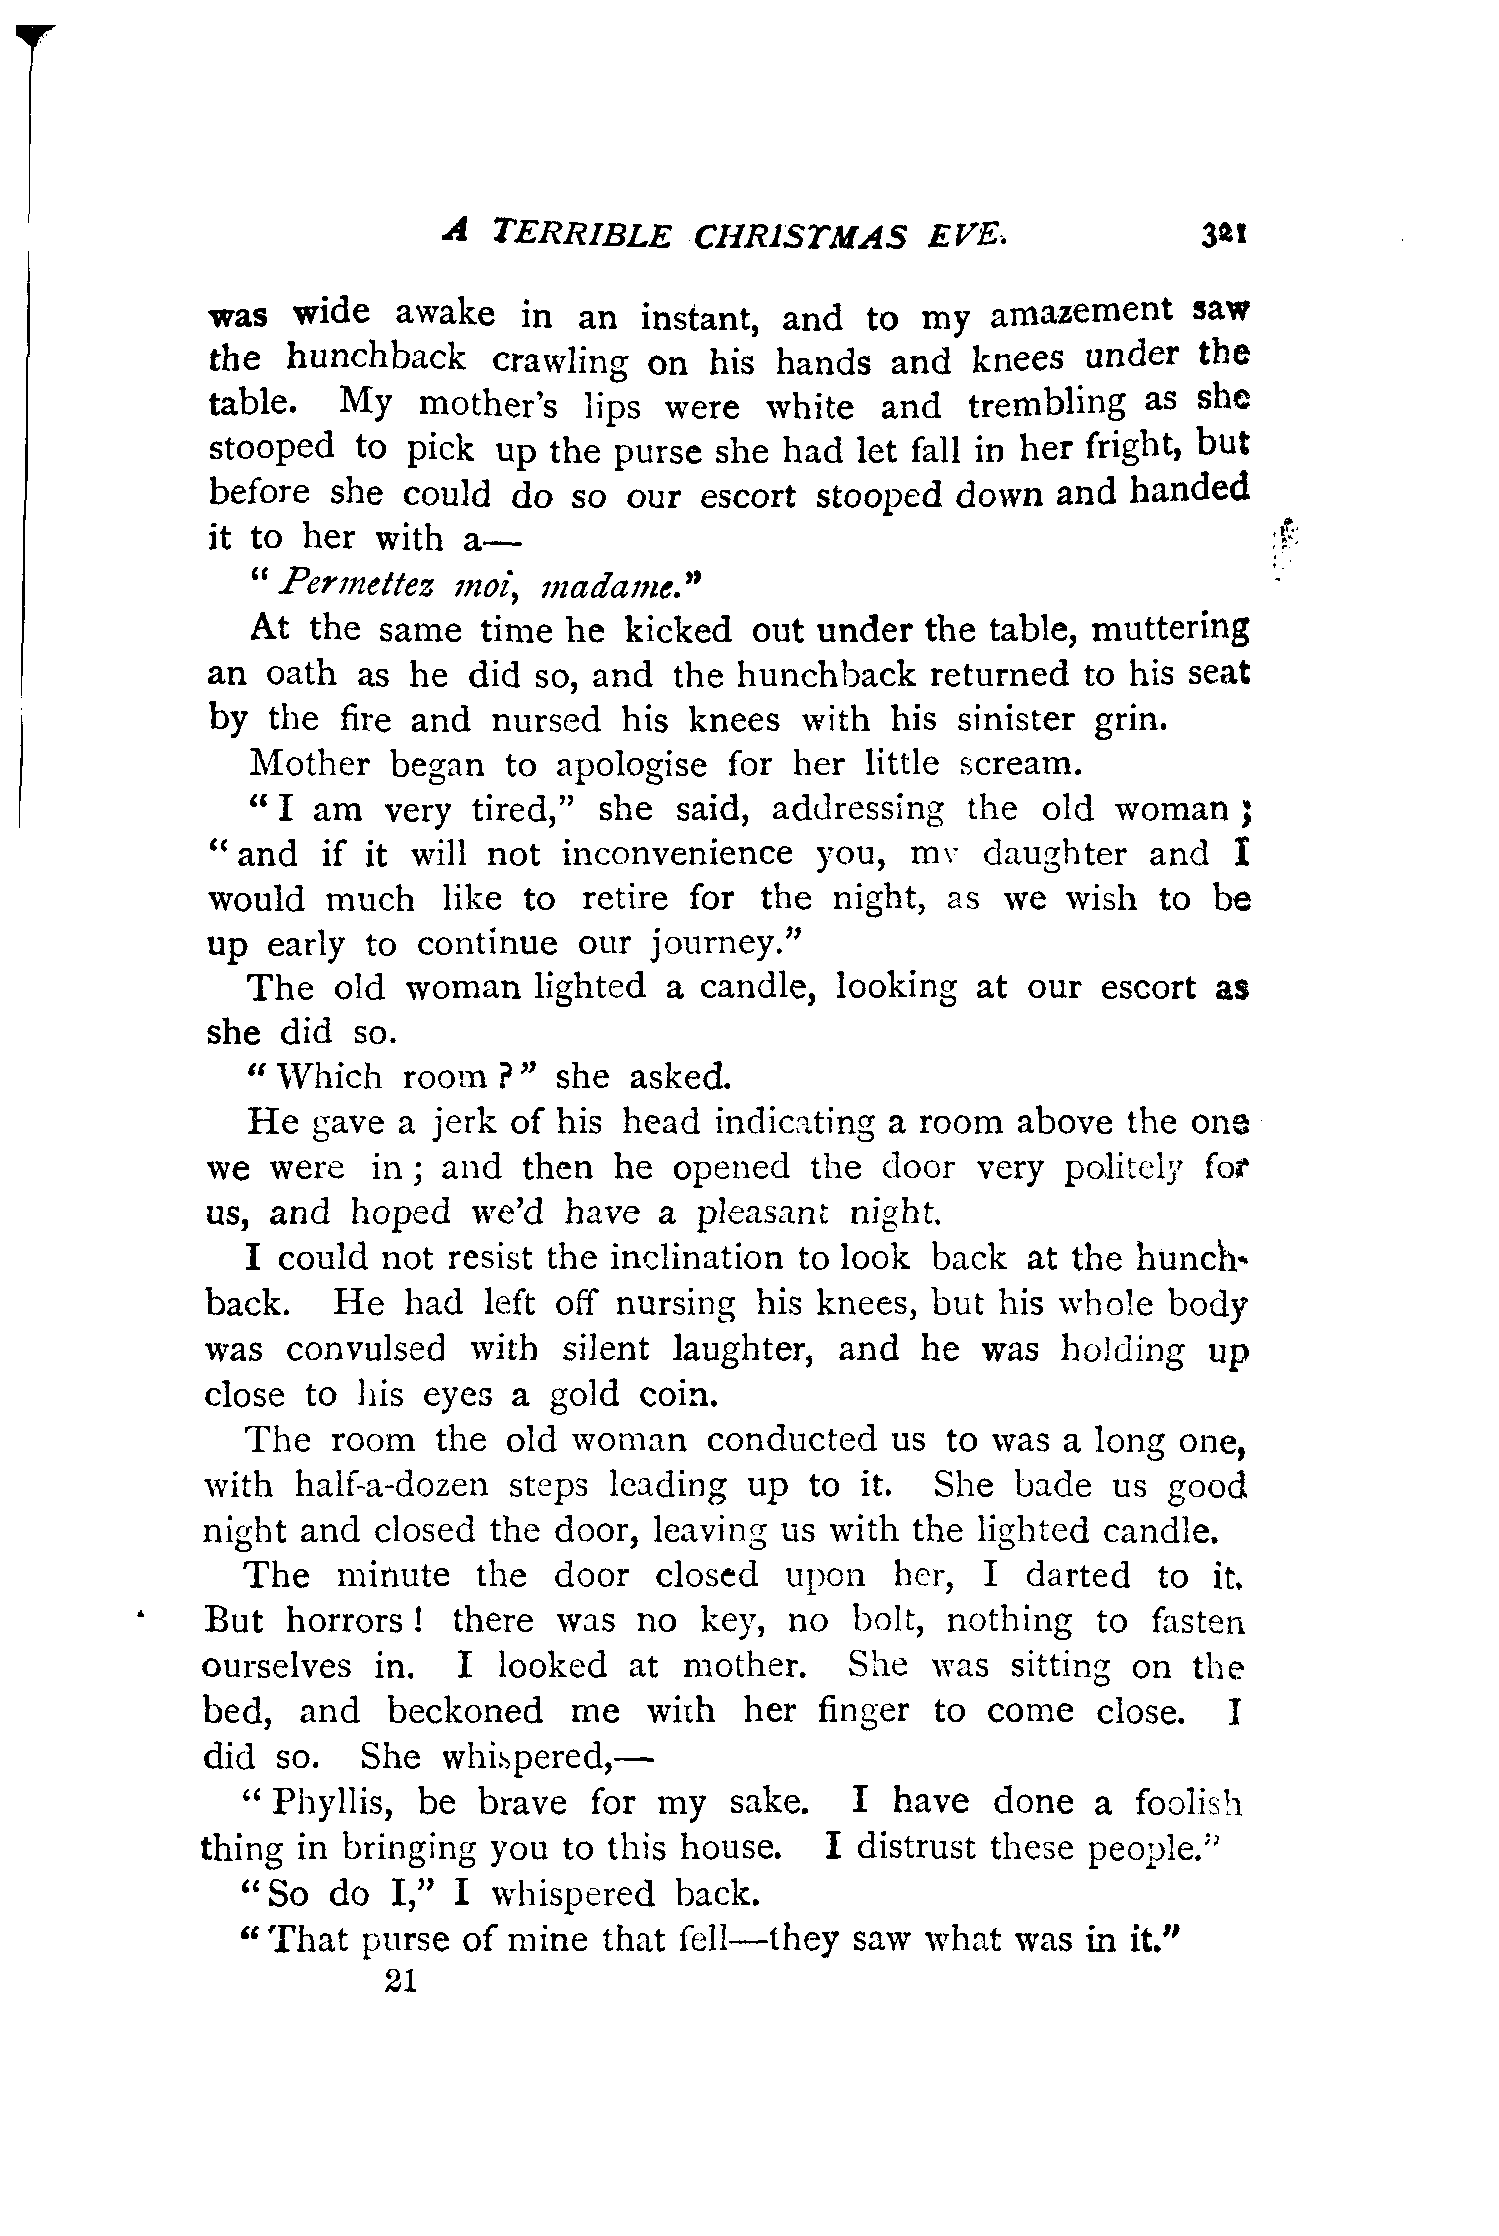 A TERRIBLE CHRISTMAS EVE. 321
was wide awake in an instant, and to my amazement saw
the hunchback crawling on his hands and knees under the
table. My mother's lips were white and trembling as she
stooped to pick up the purse she had let fall in her fright, but
before she could do so our escort stooped down and handed
it to her with a—
"Permettez moi, madame."
At the same time he kicked out under the table, muttering
an oath as he did so, and the hunchback returned to his seat
by the fire and nursed his knees with his sinister grin.
Mother began to apologise for her little scream.
"I am very tired," she said, addressing the old woman;
"and if it will not inconvenience you, my daughter and I
would much like to retire for the night, as we wish to be
up early to continue our journey."
The old woman lighted a candle, looking at our escort as
she did so.
"Which room?" she asked.
He gave a jerk of his head indicating a room above the one
we were in; and then he opened the door very politely for
us, and hoped we'd have a pleasant night.
I could not resist the inclination to look back at the hunch-
back. He had left off nursing his knees, but his whole body
was convulsed with silent laughter, and he was holding up
close to his eyes a gold coin.
The room the old woman conducted us to was a long one,
with half-a-dozen steps leading up to it. She bade us good
night and closed the door, leaving us with the lighted candle.
The minute the door closed upon her, I darted to it.
But horrors! there was no key, no bolt, nothing to fasten
ourselves in. I looked at mother. She was sitting on the
bed, and beckoned me with her finger to come close. I
did so. She whispered,—
"Phyllis, be brave for my sake. I have done a foolish
thing in bringing you to this house. I distrust these people."
"So do I," I whispered back.
"That purse of mine that fell—they saw what was in it."
21